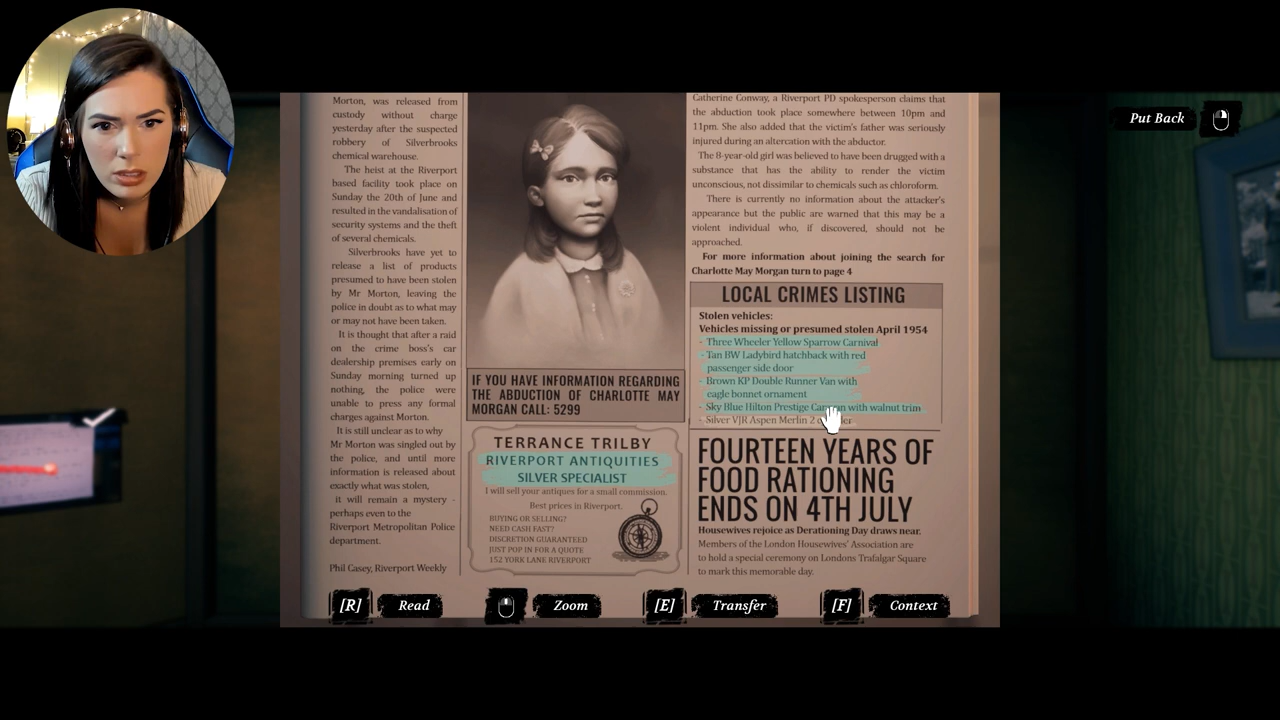 Put Back
Morton, was released from
custody without charge
yesterday after the suspected
robbery of Silverbrooks
chemical warehouse.
The heist at the Riverport
based facility took place on
Sunday the 20th of June and
resulted in the vandalisation of
security systems and the theft
of several chemicals.
Silverbrooks have yet to
release a list of products
presumed to have been stolen
by Mr Morton, leaving the
police in doubt as to what may
or may not have been taken.
It is thought that after a raid
on the crime boss's car
dealership premises early on
Sunday morning turned up
nothing, the police were
unable to press any formal
charges against Morton.
It is still unclear as to why
Mr Morton was singled out by
the police, and until more
information is released about
exactly what was stolen,
it will remain a mystery -
perhaps even to the
Riverport Metropolitan Police
department.
Phil Casey, Riverport Weekly
IF YOU HAVE INFORMATION REGARDING
THE ABDUCTION OF CHARLOTTE MAY
MORGAN CALL: 5299
TERRANCE TRILBY
RIVERPORT ANTIQUITIES
SILVER SPECIALIST
I will sell your antiques for a small commission.
Best prices in Riverport.
BUYING OR SELLING?
NEED CASH FAST?
DISCRETION GUARANTEED
JUST POP IN FOR A QUOTE
152 YORK LANE RIVERPORT
Catherine Conway, a Riverport PD spokesperson claims that
the abduction took place somewhere between 10pm and
11pm. She also added that the victim's father was seriously
injured during an altercation with the abductor.
The 8-year-old girl was believed to have been drugged with a
substance that has the ability to render the victim
unconscious, not dissimilar to chemicals such as chloroform.
There is currently no information about the attacker's
appearance but the public are warned that this may be a
violent individual who, if discovered, should not be
approached.
For more information about joining the search for
Charlotte May Morgan turn to page 4
LOCAL CRIMES LISTING
Stolen vehicles:
Vehicles missing or presumed stolen April 1954
- Three Wheeler Yellow Sparrow Carnival
- Tan BW Ladybird hatchback with red
passenger side door
- Brown KP Double Runner Van with
eagle bonnet ornament
- Sky Blue Hilton Prestige with walnut trim
- Silver VJR Aspen Merlin 2
FOURTEEN YEARS OF
FOOD RATIONING
ENDS ON 4TH JULY
Housewives rejoice as Derationing Day draws near.
Members of the London Housewives' Association are
to hold a special ceremony on Londons Trafalgar Square
to mark this memorable day.
[R] Read Zoom [E] Transfer [F] Context